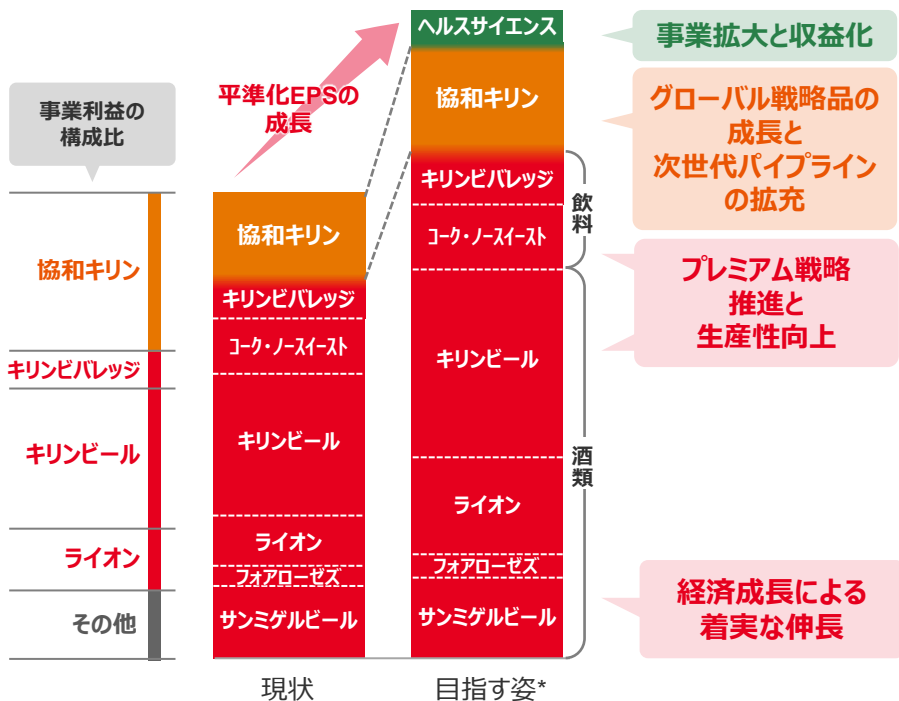 事業利益の
構成比
協和キリン
キリンビバレッジ
キリンビール
ライオン
その他
平準化EPSの
成長
協和キリン
キリンビバレッジ
コーク・ノースイースト
キリンビール
ライオン
フォアローゼズ
サンミゲルビール
現状
ヘルスサイエンス
協和キリン
キリンビバレッジ
コーク・ノースイースト
キリンビール
ライオン
フォアローゼズ
サンミゲルビール
目指す姿*
飲料
酒類
事業拡大と収益化
グローバル戦略品の
成長と
次世代パイプライン
の拡充
プレミアム戦略
推進と
生産性向上
経済成長による
着実な伸長